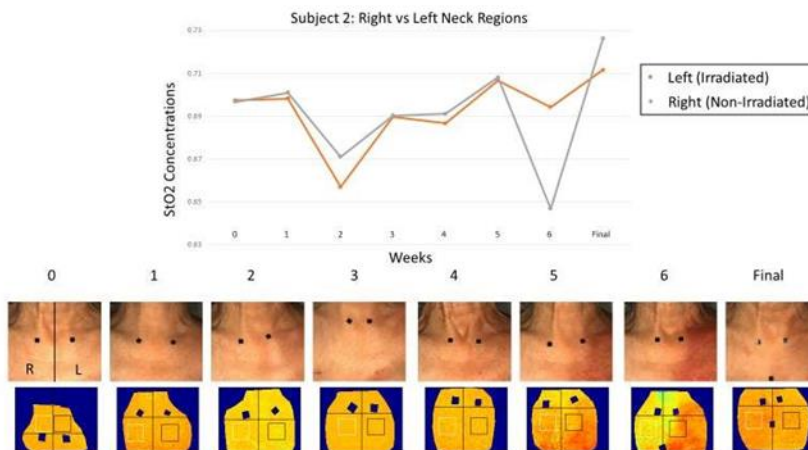 Subject 2: Right vs Left Neck Regions
0.73
0.71
0.69
0.67
0.65
0.63
StO2 Concentrations
0 1 2 3 4 5 6 Final
Weeks
Left (Irradiated)
Right (Non-Irradiated)
0 1 2 3 4 5 6 Final
R L